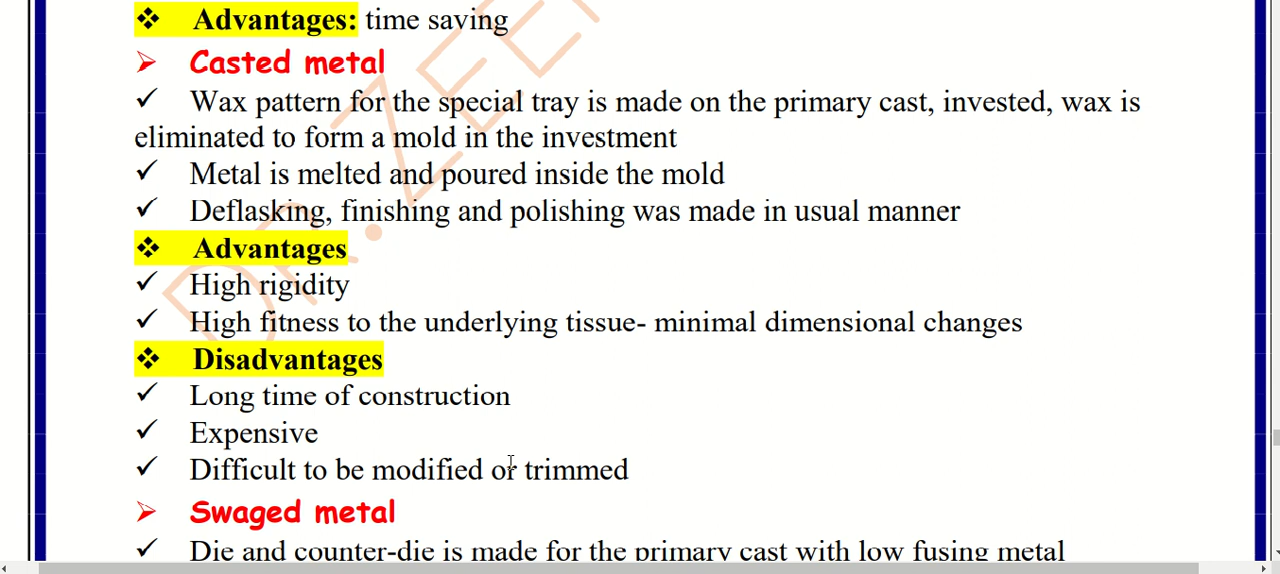 ❖ Advantages: time saving
➢ Casted metal
✓ Wax pattern for the special tray is made on the primary cast, invested, wax is
eliminated to form a mold in the investment
✓ Metal is melted and poured inside the mold
✓ Deflasking, finishing and polishing was made in usual manner
❖ Advantages
✓ High rigidity
✓ High fitness to the underlying tissue- minimal dimensional changes
❖ Disadvantages
✓ Long time of construction
✓ Expensive
✓ Difficult to be modified or trimmed
➢ Swaged metal
✓ Die and counter-die is made for the primary cast with low fusing metal
DR.ZEE